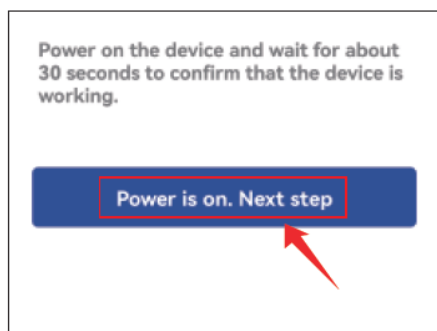 Power on the device and wait for about
30 seconds to confirm that the device is
working.
Power is on. Next step